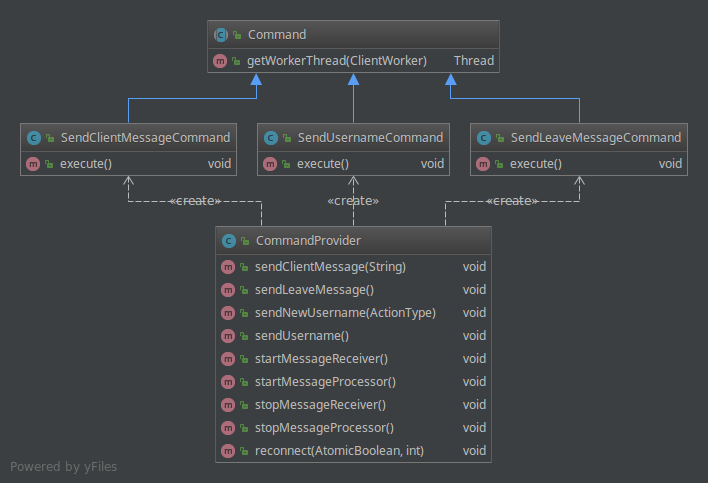 Command
getWorkerThread(ClientWorker) Thread
SendClientMessageCommand
execute() void
SendUsernameCommand
execute() void
SendLeaveMessageCommand
execute() void
«create»
«create»
«create»
CommandProvider
sendClientMessage(String) void
sendLeaveMessage() void
sendNewUsername(ActionType) void
sendUsername() void
startMessageReceiver() void
startMessageProcessor() void
stopMessageReceiver() void
stopMessageProcessor() void
reconnect(AtomicBoolean, int) void
Powered by yFiles